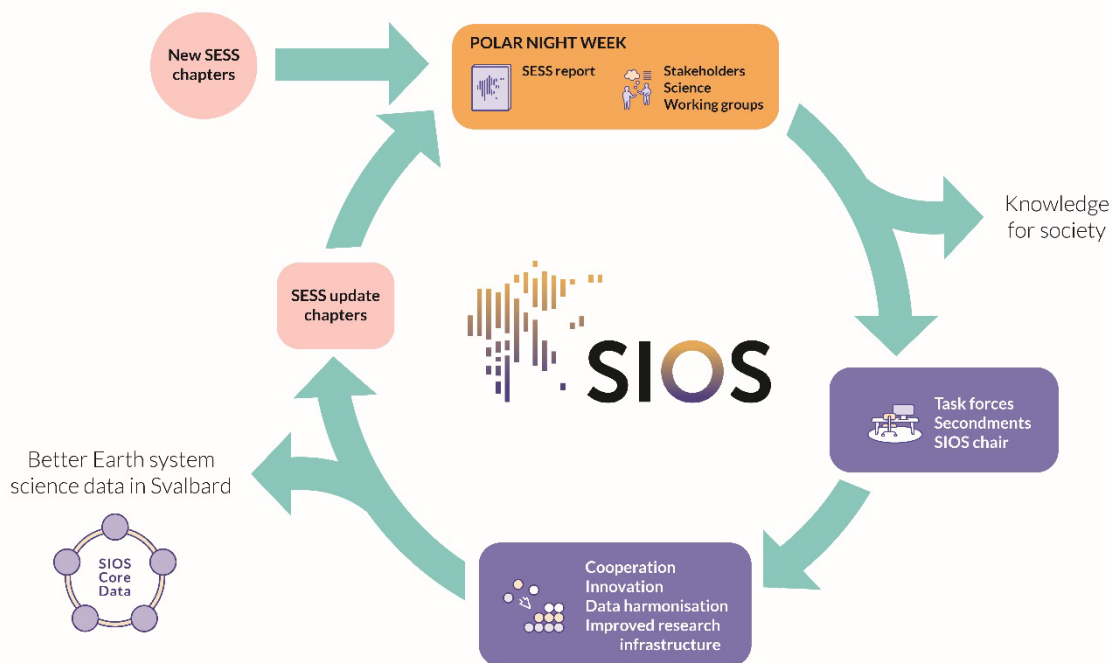 New SESS
chapters
POLAR NIGHT WEEK
SESS report
Stakeholders
Science
Working groups
Knowledge
for society
SESS update
chapters
SIOS
Task forces
Secondments
SIOS chair
Better Earth system
science data in Svalbard
SIOS
Core
Data
Cooperation
Innovation
Data harmonisation
Improved research
infrastructure